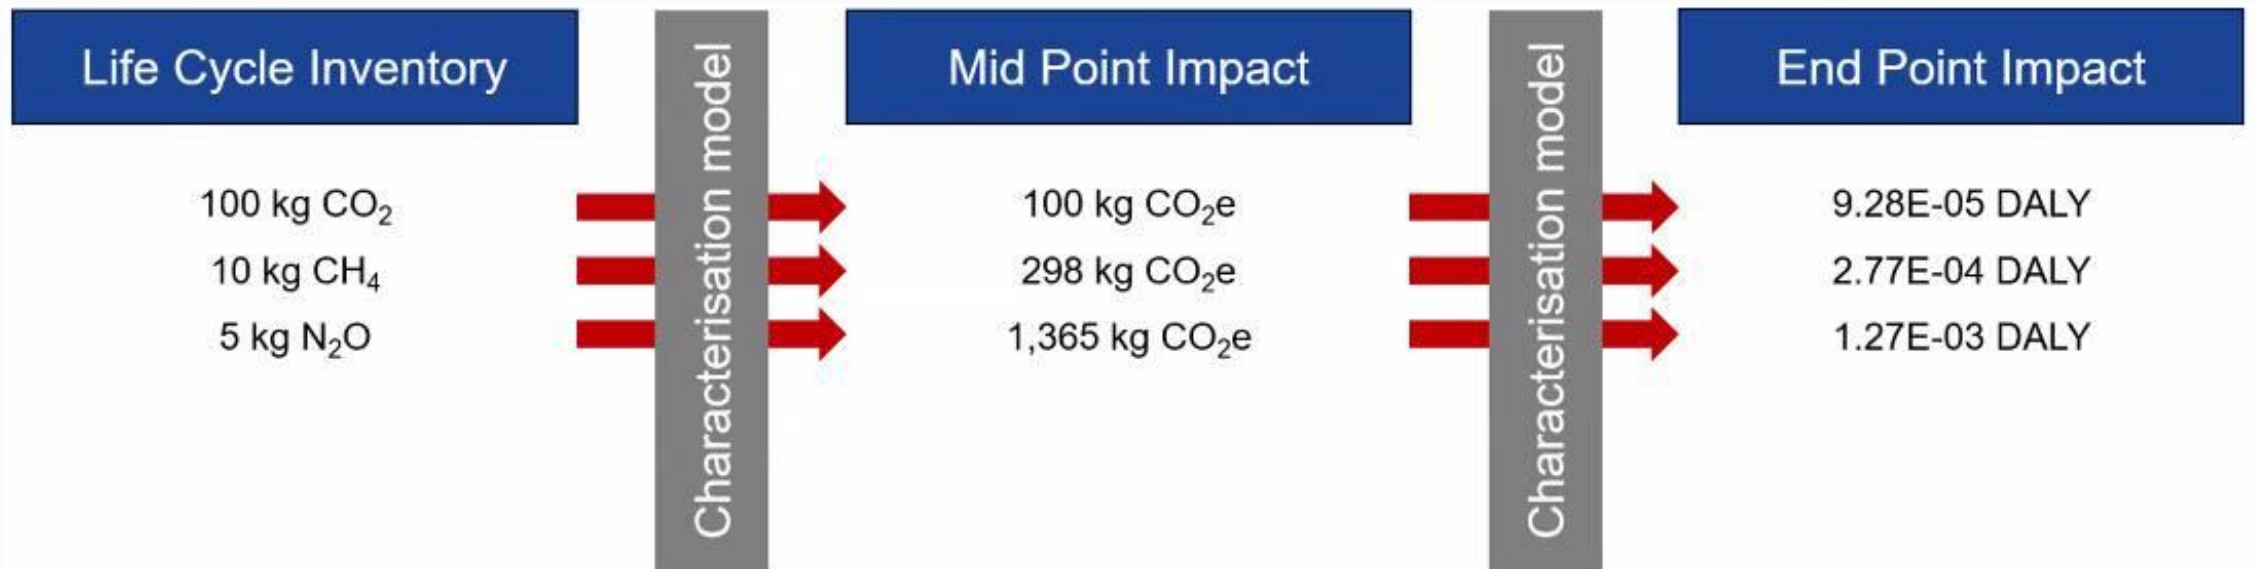 Life Cycle Inventory
Characterisation model
Mid Point Impact
Characterisation model
End Point Impact
100 kg CO₂
100 kg CO₂e
9.28E-05 DALY
10 kg CH₄
298 kg CO₂e
2.77E-04 DALY
5 kg N₂O
1,365 kg CO₂e
1.27E-03 DALY